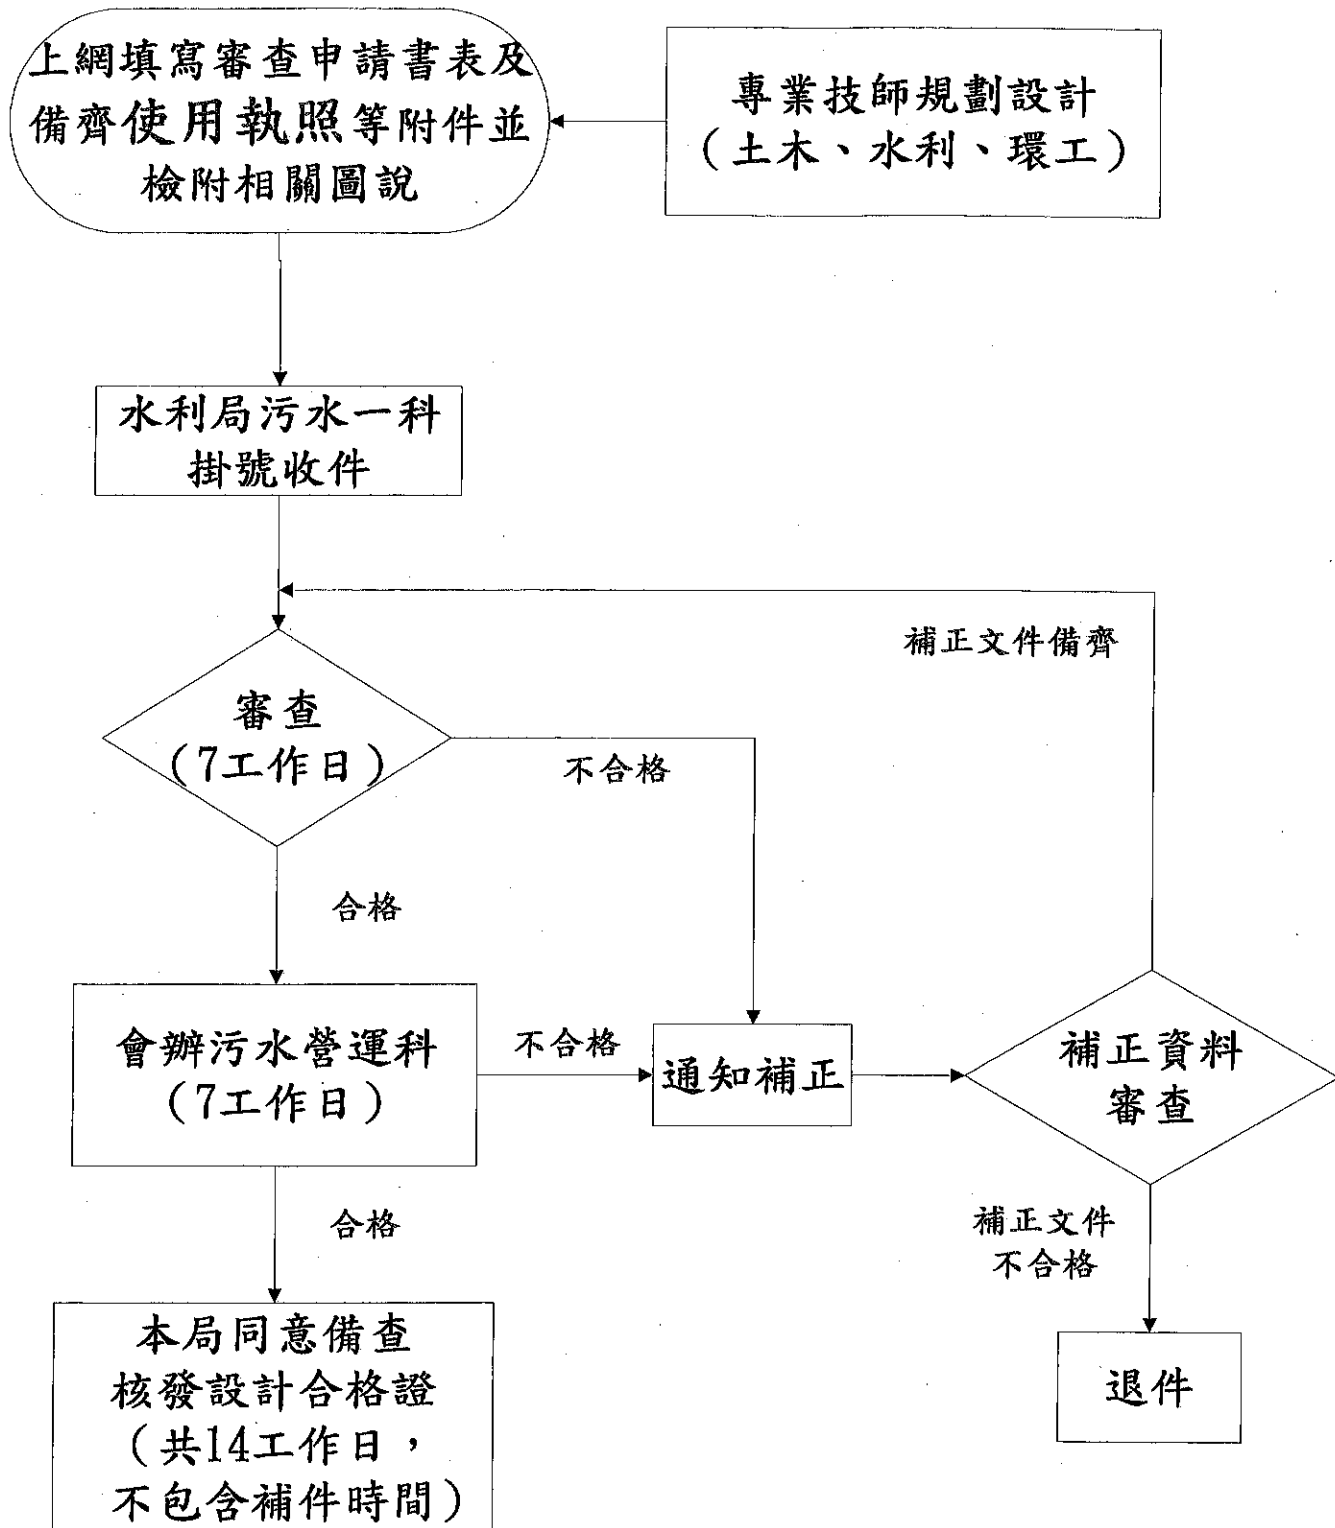 上網填寫審查申請書表及
備齊使用執照等附件並
檢附相關圖說
專業技師規劃設計
(土木、水利、環工)
水利局污水一科
掛號收件
補正文件備齊
審查
(7工作日)
不合格
合格
會辦污水營運科
(7工作日)
不合格
通知補正
補正資料
審查
合格
補正文件
不合格
本局同意備查
核發設計合格證
(共14工作日，
不包含補件時間)
退件